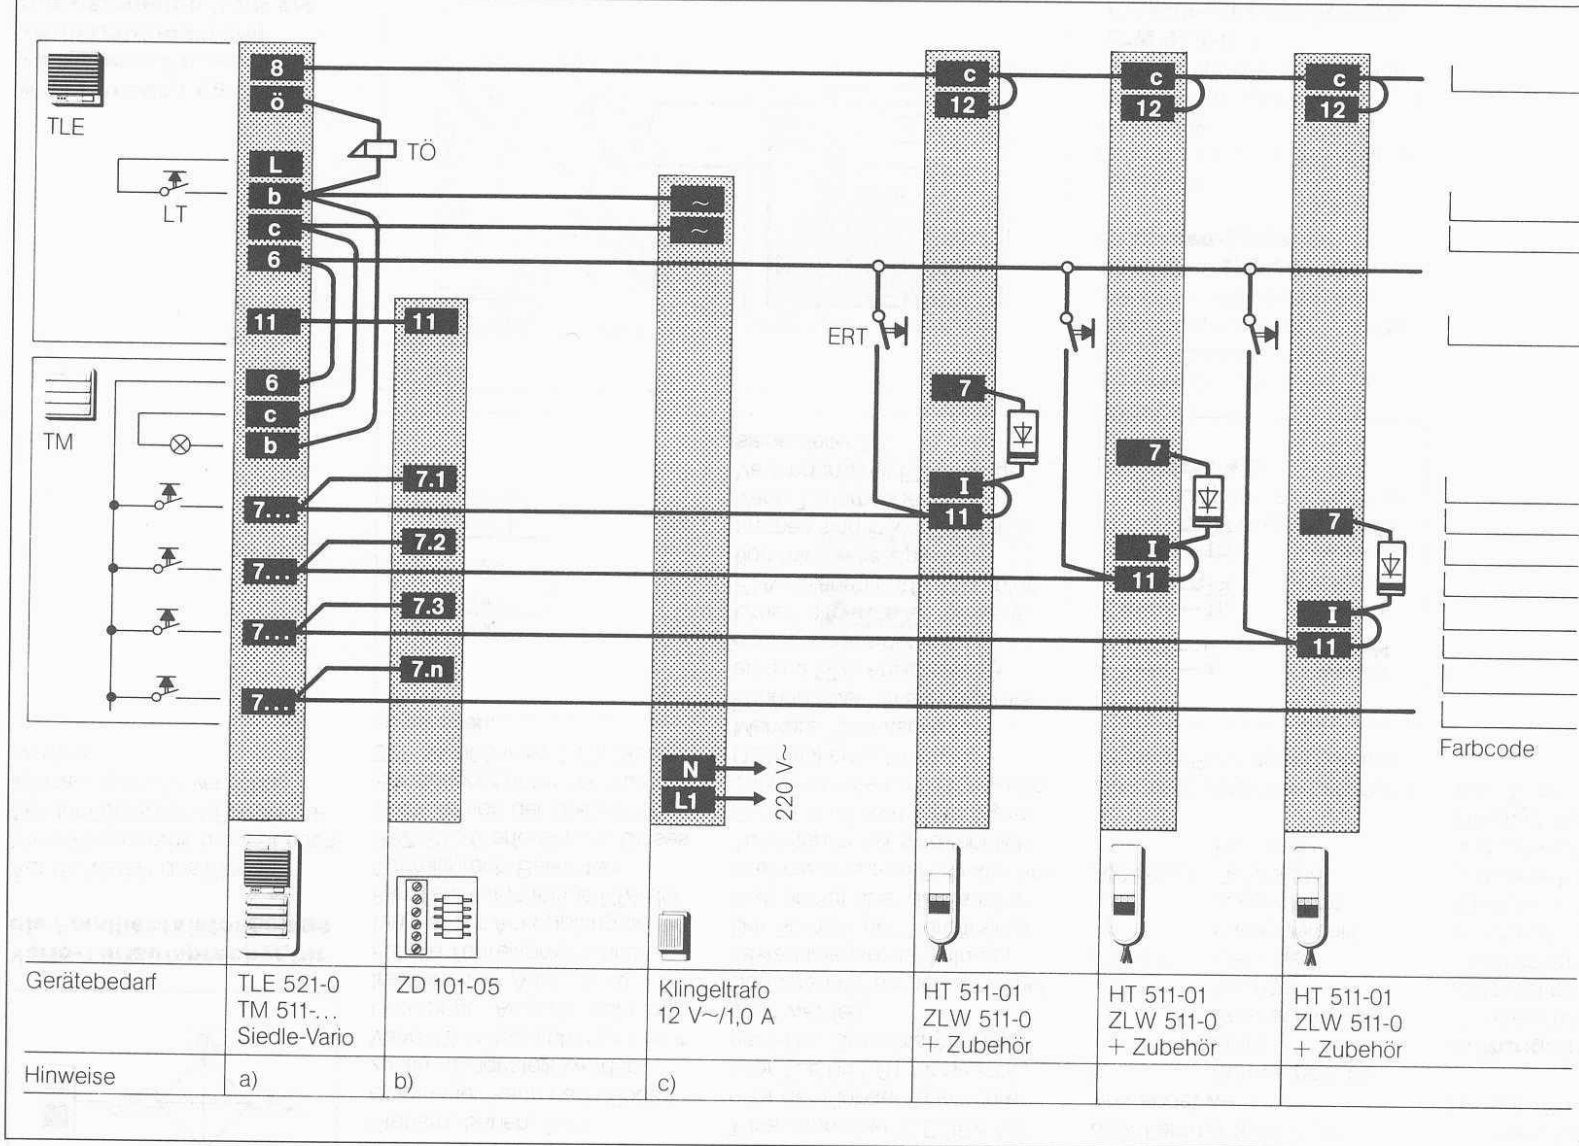 TLE
LT
TM
8
ö
L
b
c
6
11
6
c
b
7...
7...
7...
7...
TÖ
11
7.1
7.2
7.3
7.n
~
~
N
L1
220 V~
ERT
c
12
7
I
11
c
12
7
I
11
c
12
7
I
11
Farbcode
Gerätebedarf
TLE 521-0
TM 511-...
Siedle-Vario
ZD 101-05
Klingeltrafo
12 V~/1,0 A
HT 511-01
ZLW 511-0
+ Zubehör
HT 511-01
ZLW 511-0
+ Zubehör
HT 511-01
ZLW 511-0
+ Zubehör
Hinweise
a)
b)
c)